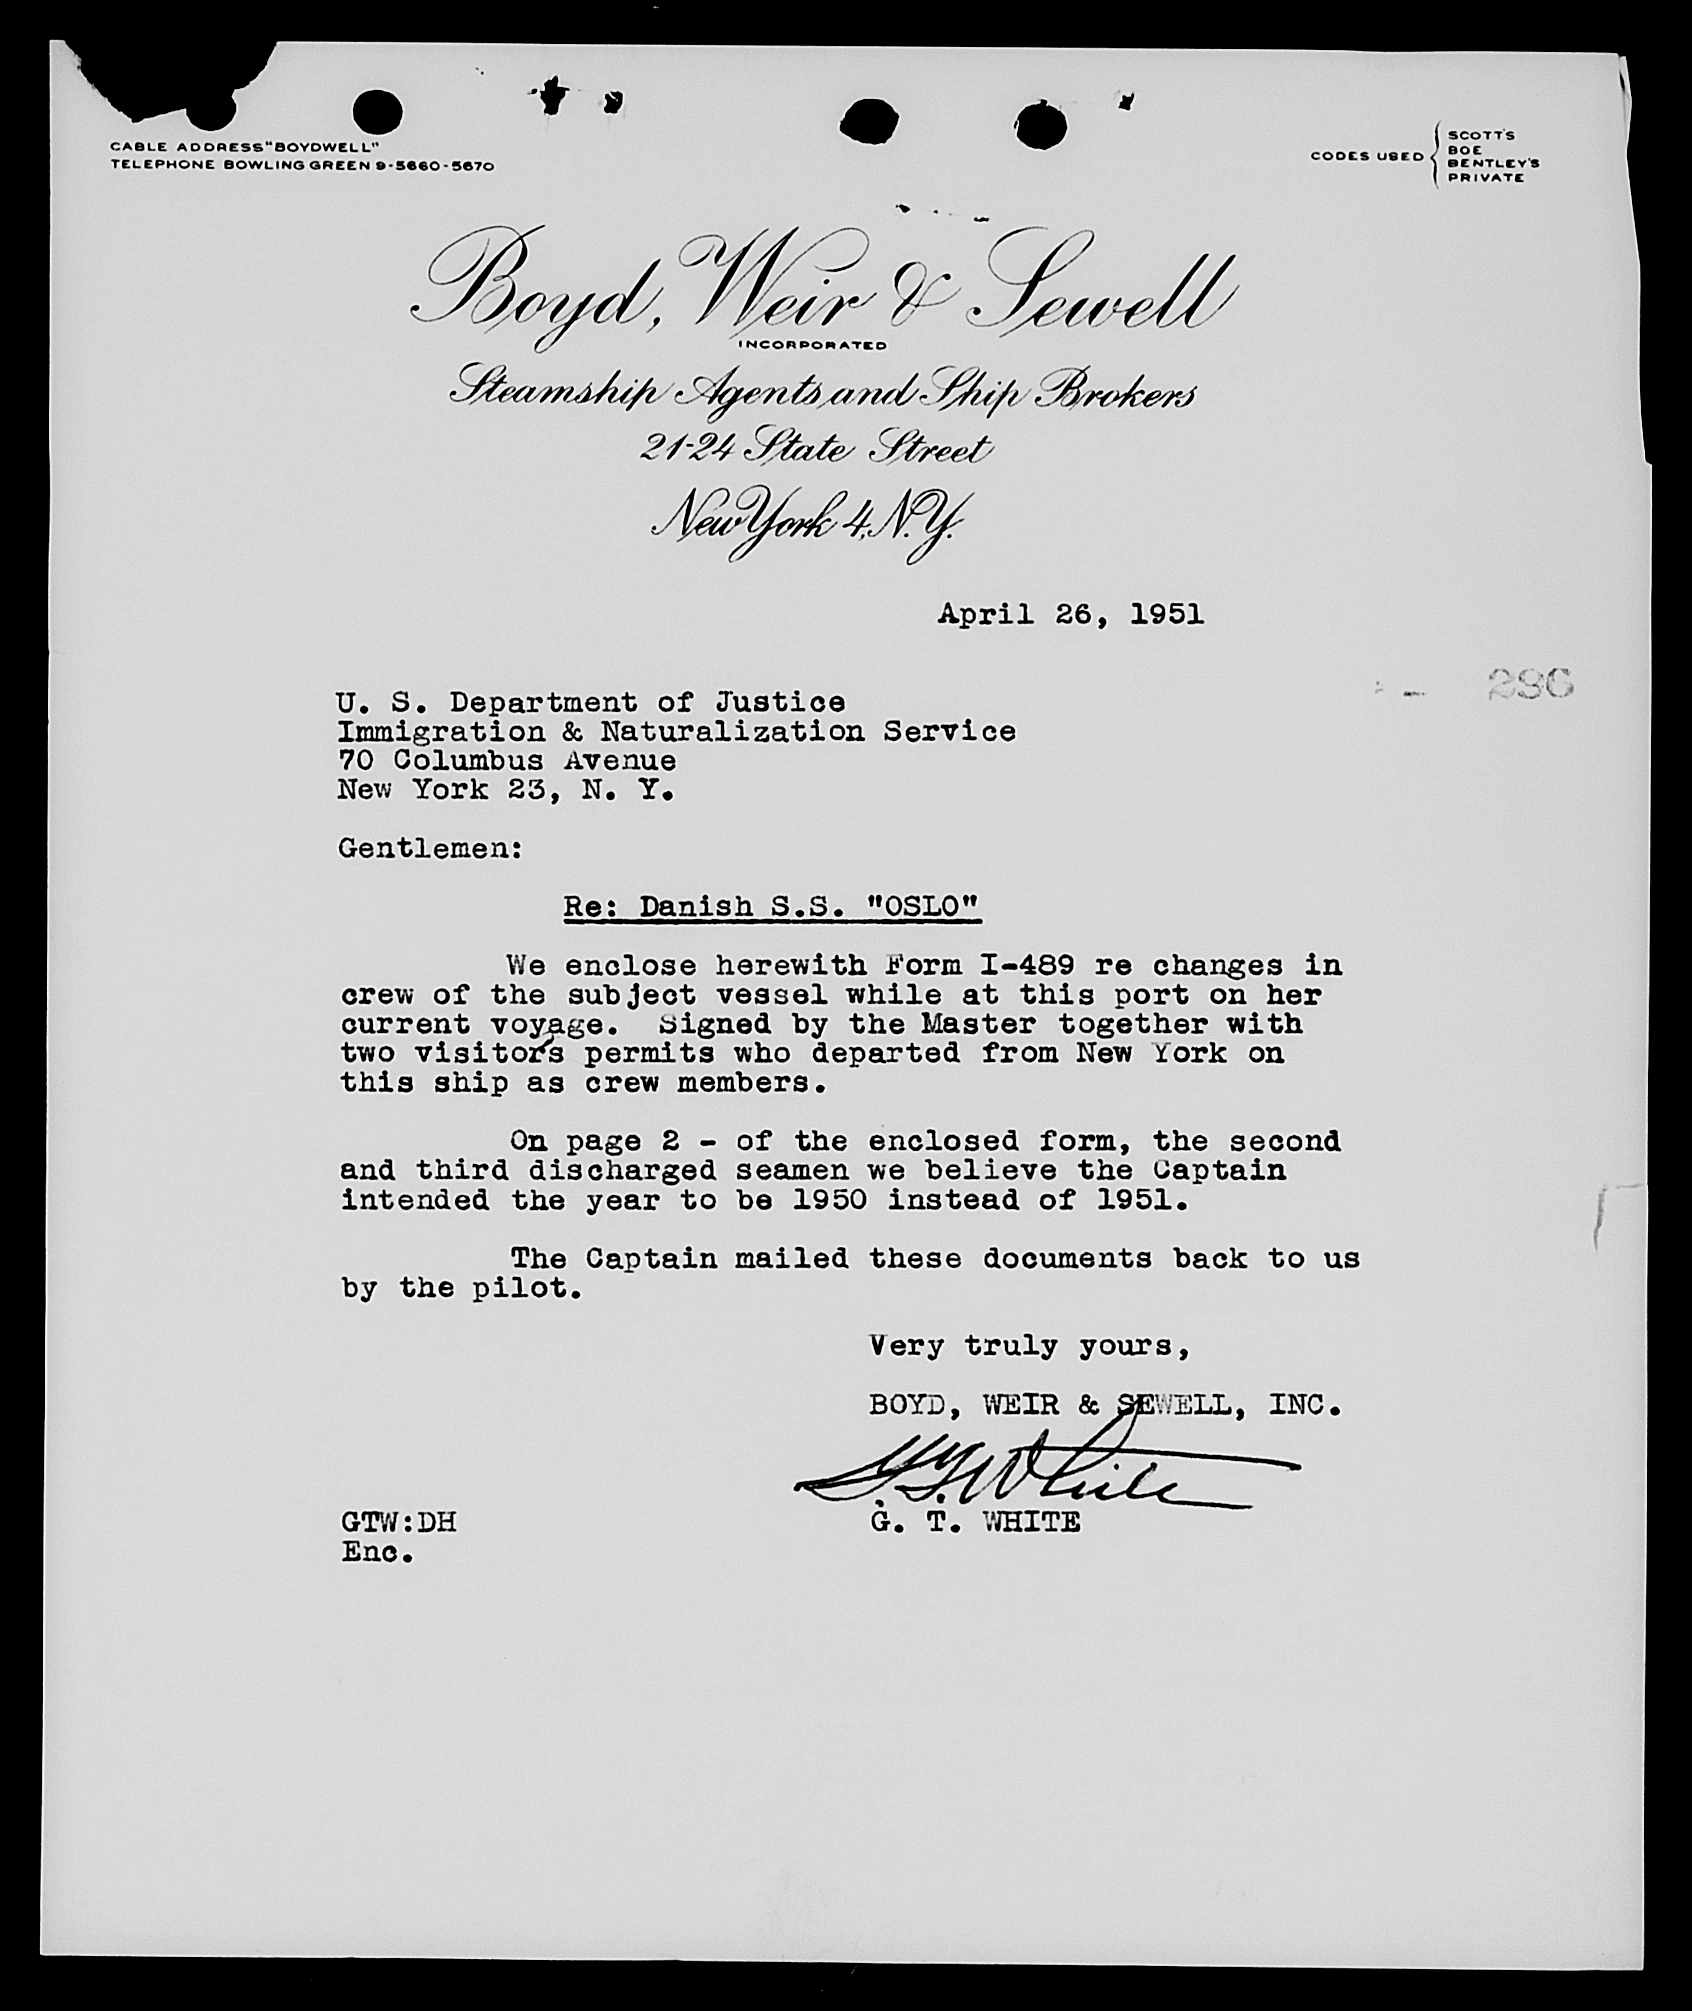 CABLE ADDRESS "BOYDWELL"
TELEPHONE BOWLING GREEN 9-5660-5670
CODES USED
SCOTT'S
BOE
BENTLEY'S
PRIVATE
Boyd, Weir & Sewell
INCORPORATED
Steamship Agents and Ship Brokers
21-24 State Street
New York 4, N.Y.
April 26, 1951
286
U. S. Department of Justice
Immigration & Naturalization Service
70 Columbus Avenue
New York 23, N. Y.
Gentlemen:
Re: Danish S.S. "OSLO"
We enclose herewith Form I-489 re changes in
crew of the subject vessel while at this port on her
current voyage.  Signed by the Master together with
two visitors permits who departed from New York on
this ship as crew members.
On page 2 - of the enclosed form, the second
and third discharged seamen we believe the Captain
intended the year to be 1950 instead of 1951.
The Captain mailed these documents back to us
by the pilot.
Very truly yours,
BOYD, WEIR & SEWELL, INC.
G.T. White
G. T. WHITE
GTW:DH
Enc.